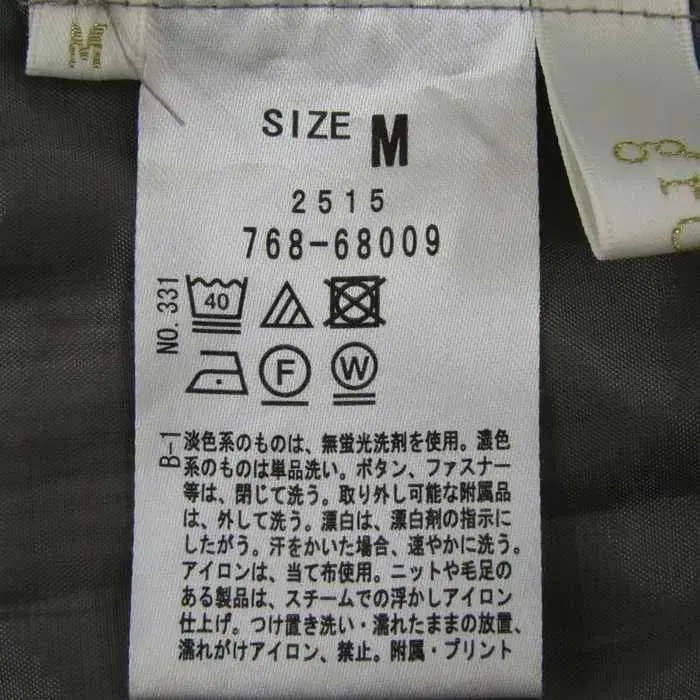 SIZE M
2515
768-68009
NO.331
40
F
W
B-1
淡色系のものは、無蛍光洗剤を使用。濃色
系のものは単品洗い。ボタン、ファスナー
等は、閉じて洗う。取り外し可能な附属品
は、外して洗う。漂白は、漂白剤の指示に
したがう。汗をかいた場合、速やかに洗う。
アイロンは、当て布使用。ニットや毛足の
ある製品は、スチームでの浮かしアイロン
仕上げ。つけ置き洗い・濡れたままの放置、
濡れがけアイロン、禁止。附属・プリント